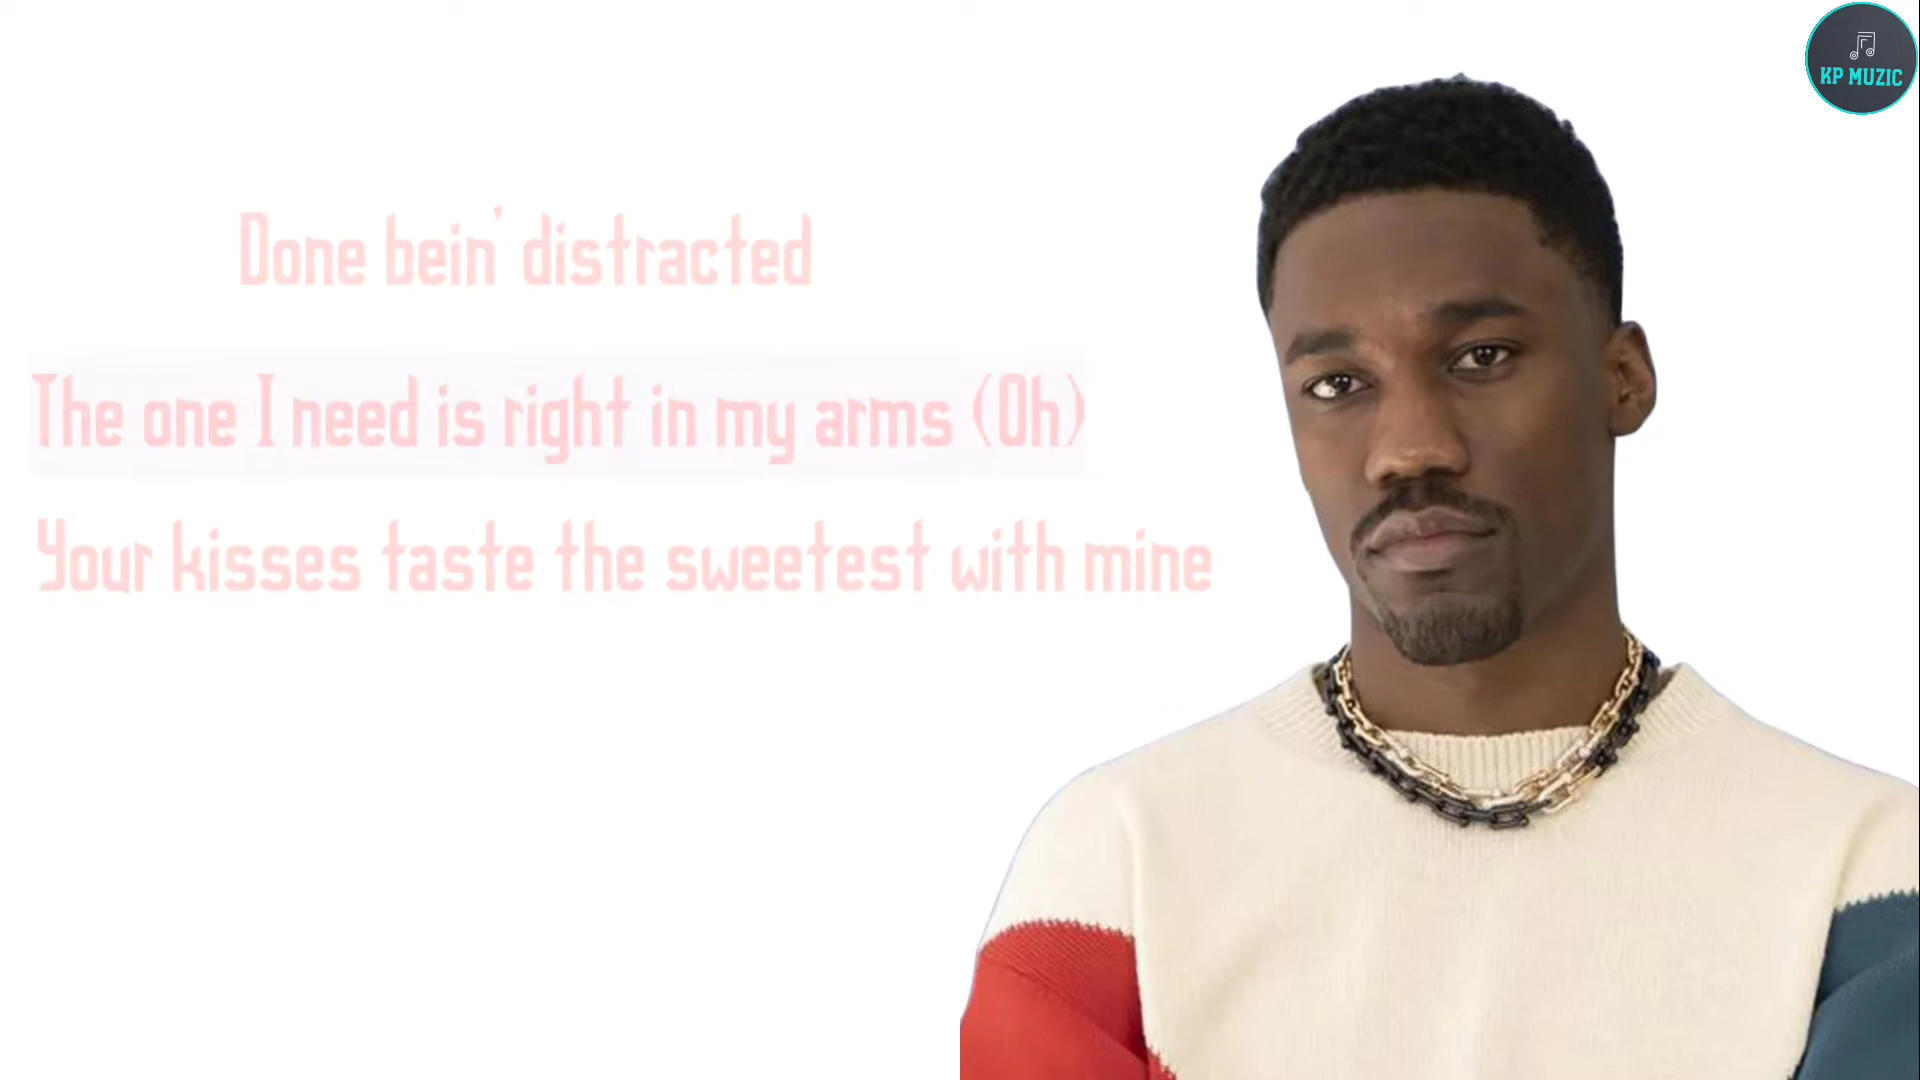 KP MUZIC
Done bein' distracted
The one I need is right in my arms (Oh)
Your kisses taste the sweetest with mine